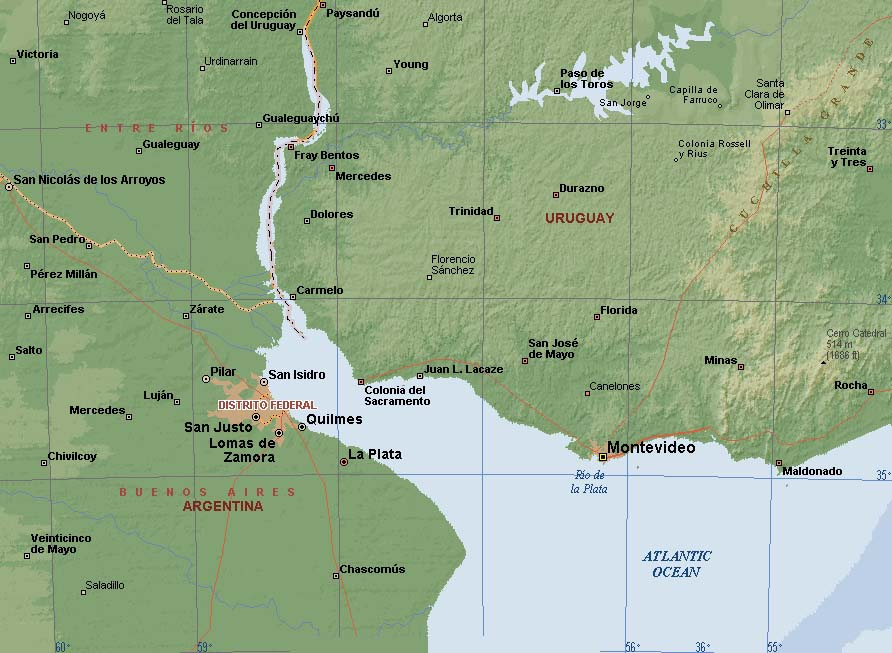 Nogoyá
Rosario
del Tala
Concepción
del Uruguay
Paysandú
Algorta
Victoria
Urdinarrain
Young
Paso de
los Toros
San Jorge
Capilla de
Farruco
Santa
Clara de
Olimar
CUCHILLA GRANDE
33°
ENTRE RÍOS
Gualeguaychú
Gualeguay
Fray Bentos
Mercedes
Colonia Rossell
y Rius
Treinta
y Tres
San Nicolás de los Arroyos
Durazno
Dolores
Trinidad
URUGUAY
San Pedro
Pérez Millán
Florencio
Sánchez
Carmelo
34°
Arrecifes
Zárate
Florida
Cerro Catedral
514 m
(1686 ft)
Salto
San José
de Mayo
Minas
Pilar
San Isidro
Juan L. Lacaze
Colonia del
Sacramento
Canelones
Rocha
Luján
Mercedes
DISTRITO FEDERAL
San Justo
Quilmes
Lomas de
Zamora
Montevideo
Chivilcoy
La Plata
Maldonado
35°
Río de
la Plata
BUENOS AIRES
ARGENTINA
Veinticinco
de Mayo
ATLANTIC
OCEAN
Chascomús
Saladillo
60°
59°
56°
36°
55°